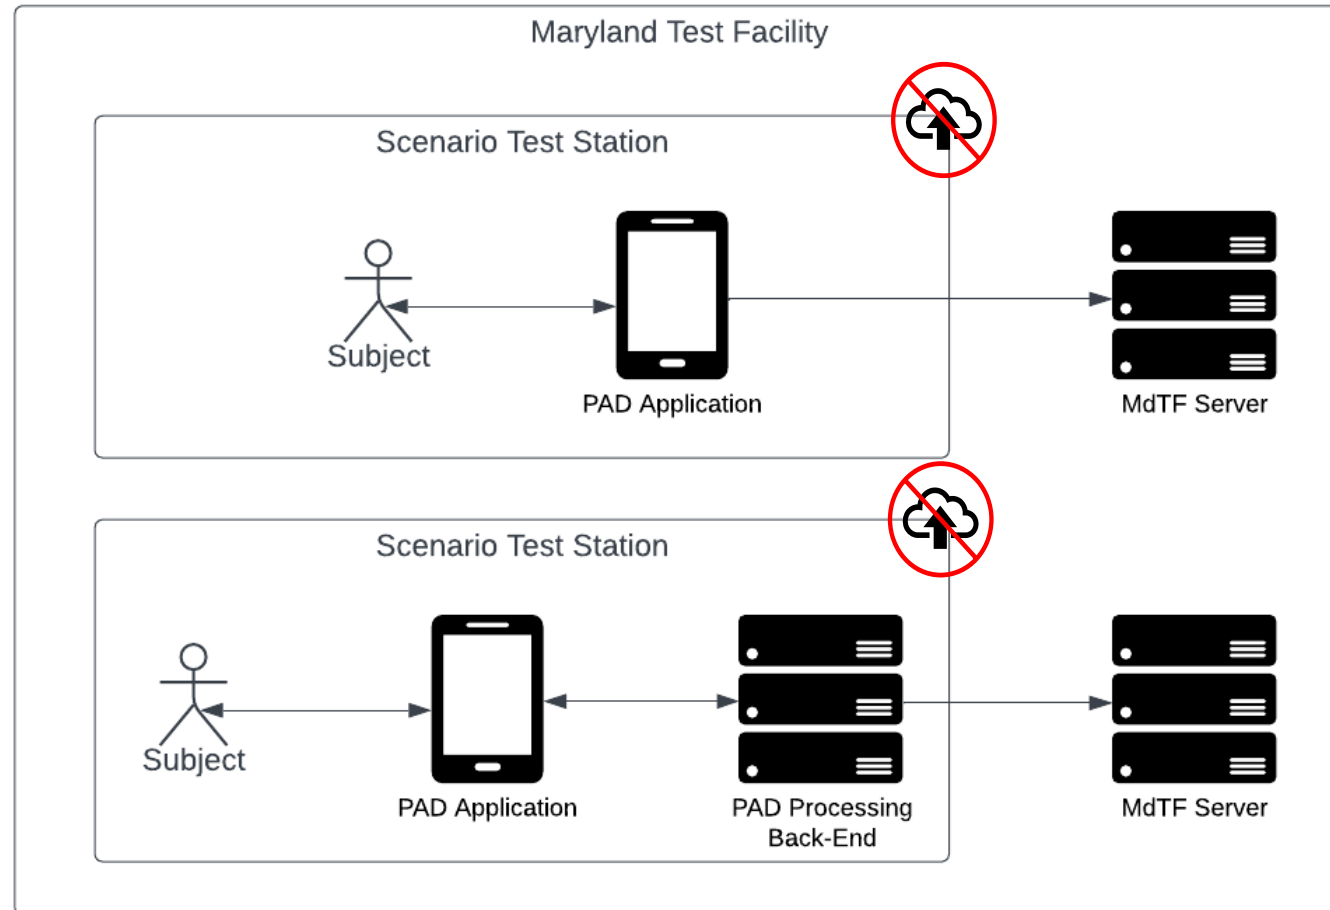 Maryland Test Facility
Scenario Test Station
Subject
PAD Application
MdTF Server
Scenario Test Station
Subject
PAD Application
PAD Processing
Back-End
MdTF Server